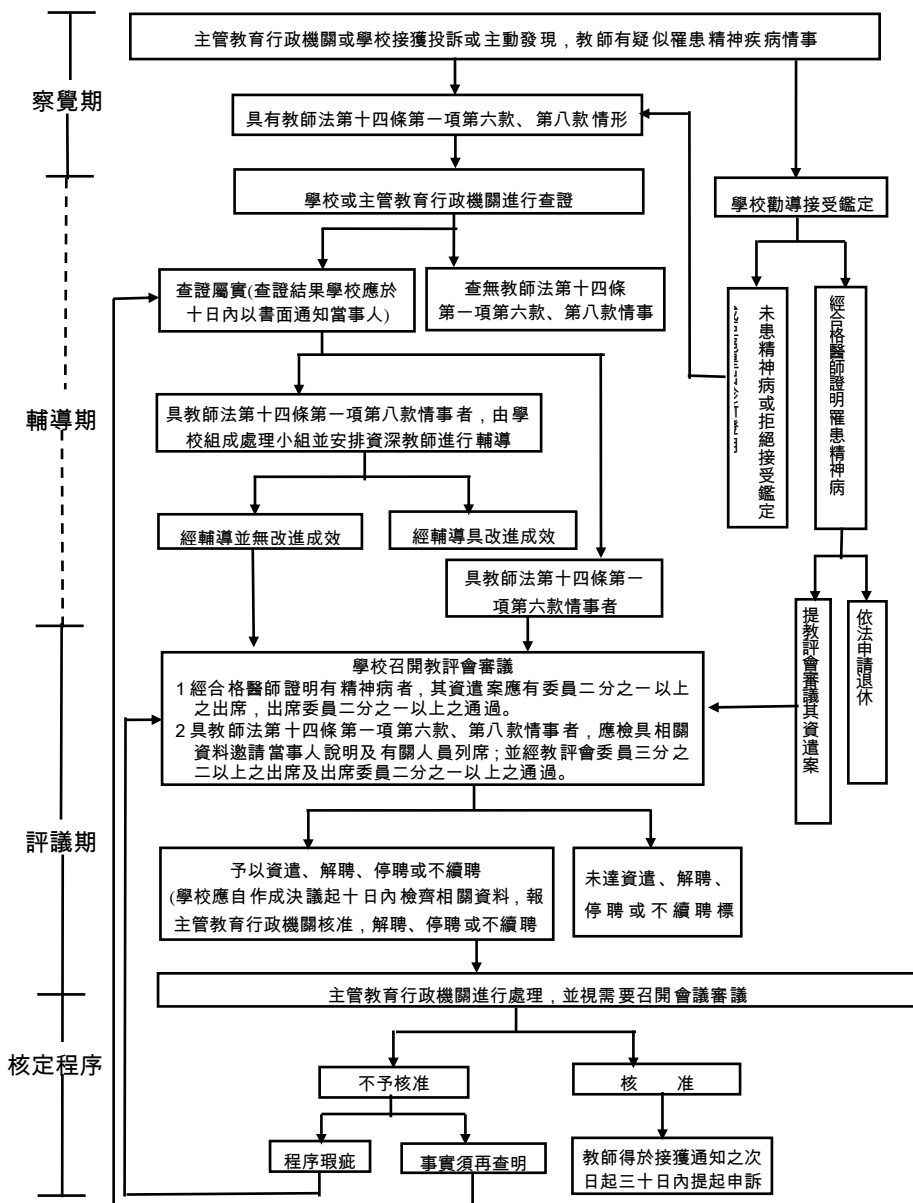 主管教育行政機關或學校接獲投訴或主動發現，教師有疑似罹患精神疾病情事
察覺期
具有教師法第十四條第一項第六款、第八款情形
學校或主管教育行政機關進行查證
學校勸導接受鑑定
查證屬實(查證結果學校應於
十日內以書面通知當事人)
查無教師法第十四條
第一項第六款、第八款情事
未患精神病或拒絕接受鑑定
經合格醫師證明罹患精神病
輔導期
具教師法第十四條第一項第八款情事者，由學
校組成處理小組並安排資深教師進行輔導
經輔導並無改進成效
經輔導具改進成效
具教師法第十四條第一
項第六款情事者
提教評會審議其資遣案
依法申請退休
學校召開教評會審議
1 經合格醫師證明有精神病者，其資遣案應有委員二分之一以上
之出席，出席委員二分之一以上之通過。
2 具教師法第十四條第一項第六款、第八款情事者，應檢具相關
資料邀請當事人說明及有關人員列席；並經教評會委員三分之
二以上之出席及出席委員二分之一以上之通過。
評議期
予以資遣、解聘、停聘或不續聘
(學校應自作成決議起十日內檢齊相關資料，報
主管教育行政機關核准，解聘、停聘或不續聘
未達資遣、解聘、
停聘或不續聘標
主管教育行政機關進行處理，並視需要召開會議審議
核定程序
不予核准
核 准
程序瑕疵
事實須再查明
教師得於接獲通知之次
日起三十日內提起申訴